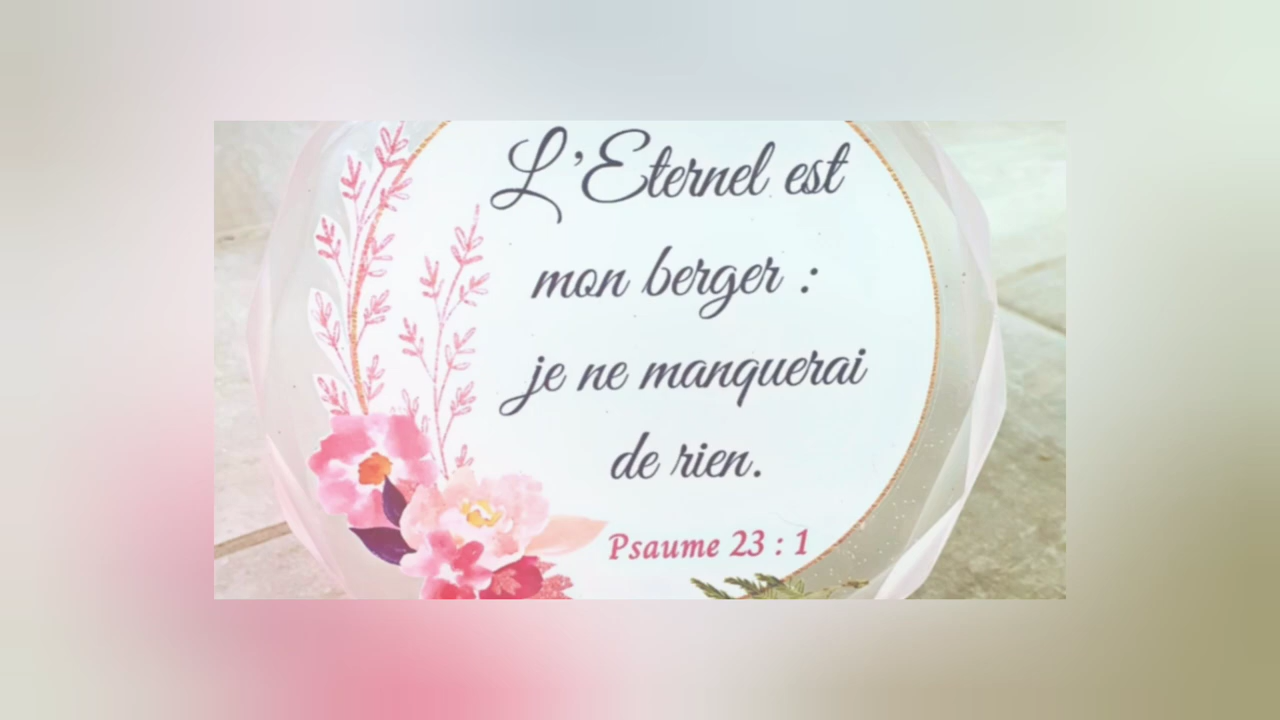 L'Eternel est
mon berger :
je ne manquerai
de rien.
Psaume 23 : 1